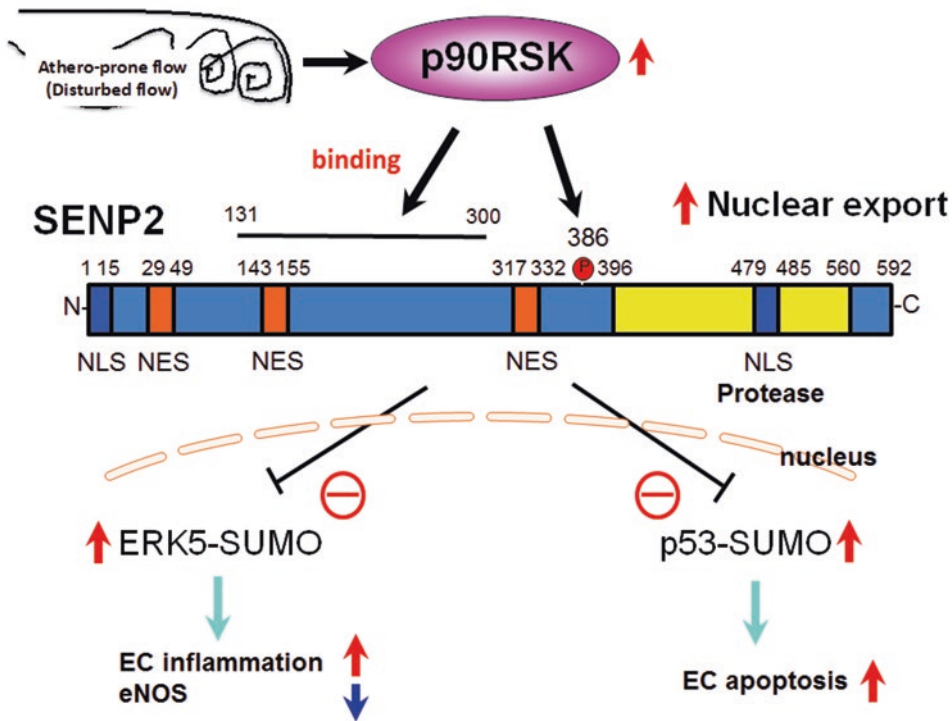 Athero-prone flow
(Disturbed flow)
p90RSK
binding
SENP2
131
300
386
Nuclear export
1 15 29 49 143 155 317 332 P 396 479 485 560 592
N-
-C
NLS NES NES NES NLS
Protease
nucleus
ERK5-SUMO
p53-SUMO
EC inflammation
eNOS
EC apoptosis